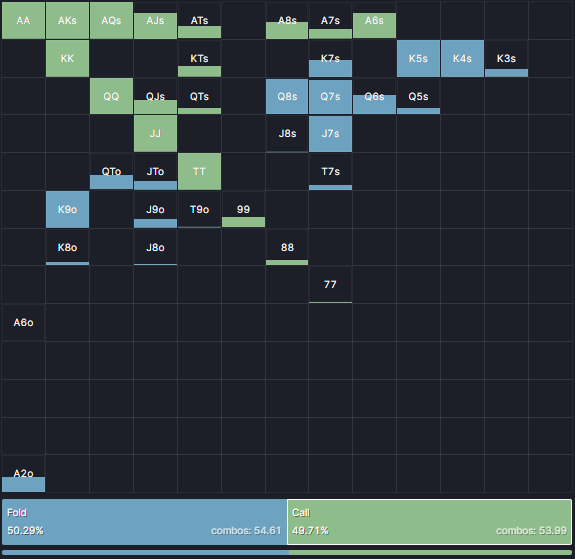 AA AKs AQs AJs ATs A8s A7s A6s
KK KTs K7s K5s K4s K3s
QQ QJs QTs Q8s Q7s Q6s Q5s
JJ J8s J7s
QTo JTo TT T7s
K9o J9o T9o 99
K8o J8o 88
77
A6o
A2o
Fold Call
50.29% combos: 54.61 49.71% combos: 53.99